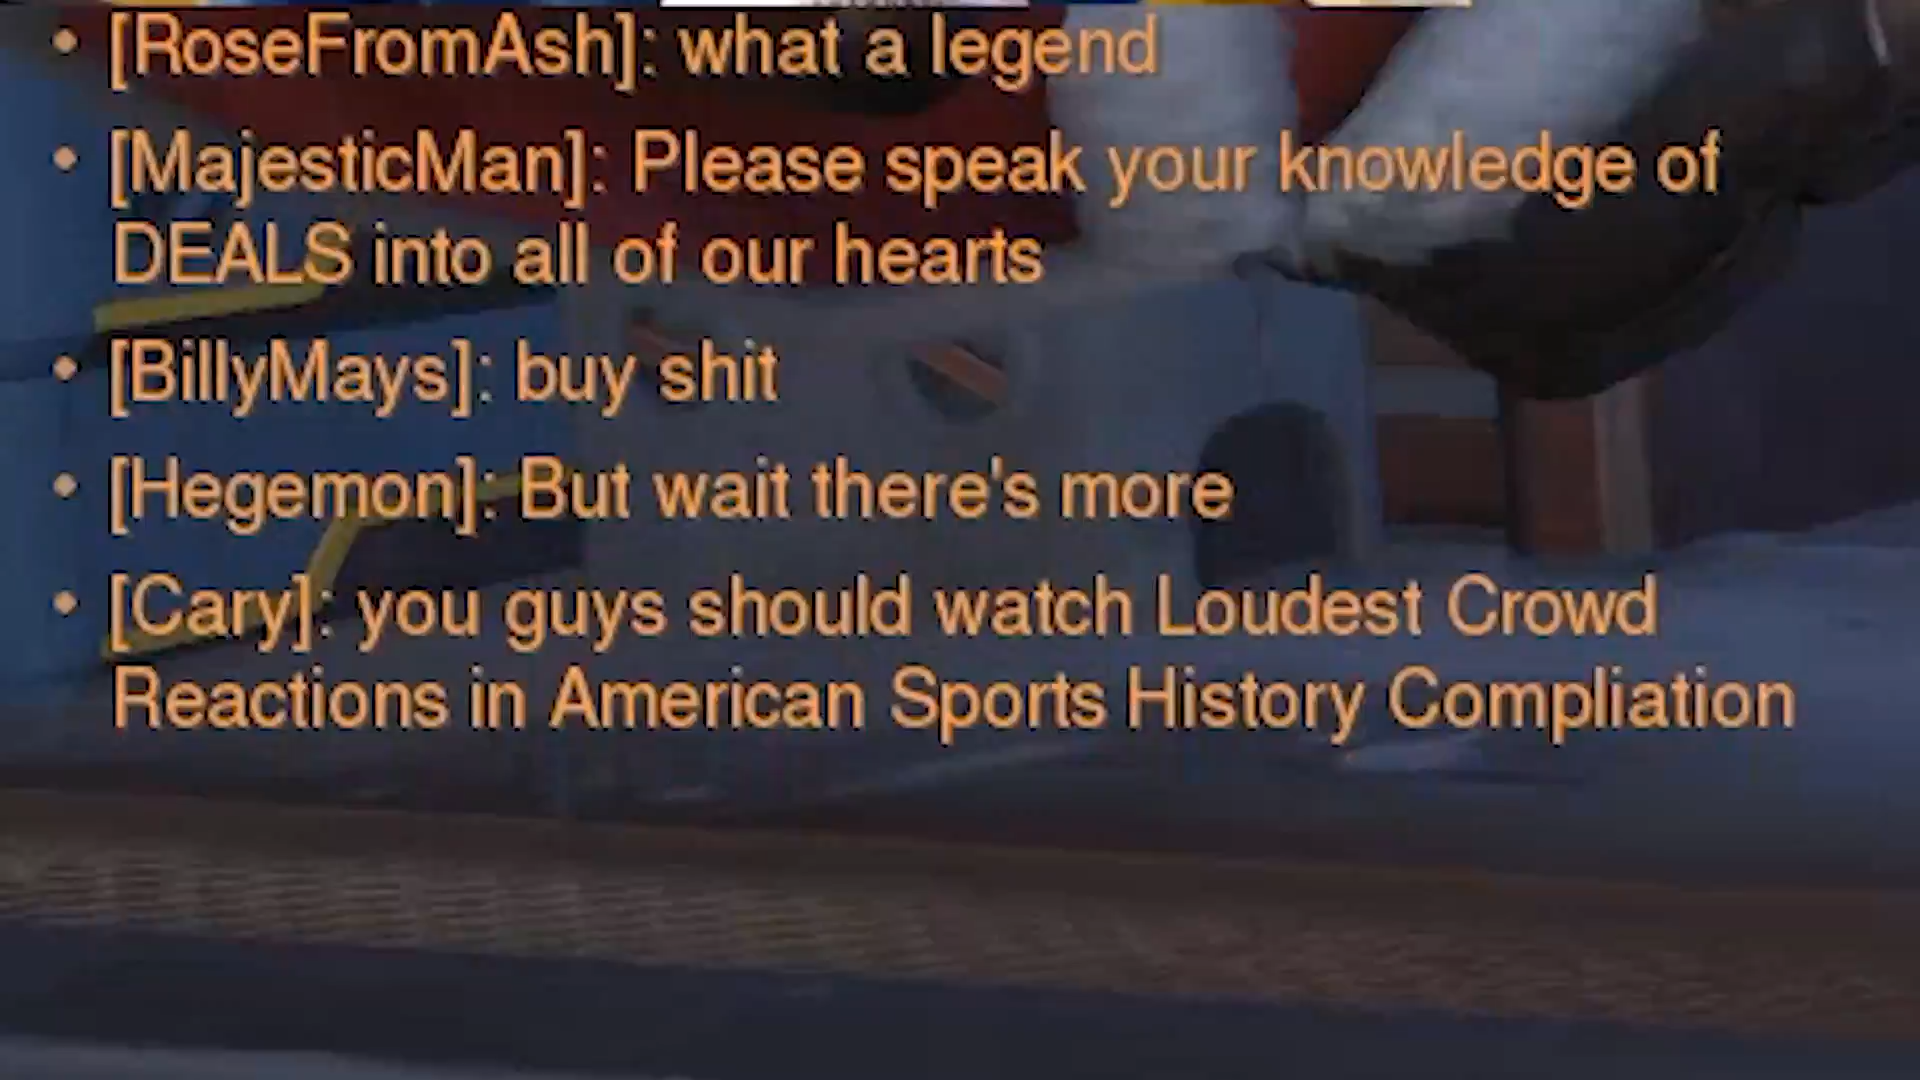 • [RoseFromAsh]: what a legend
• [MajesticMan]: Please speak your knowledge of
DEALS into all of our hearts
• [BillyMays]: buy shit
• [Hegemon]: But wait there's more
• [Cary]: you guys should watch Loudest Crowd
Reactions in American Sports History Compliation